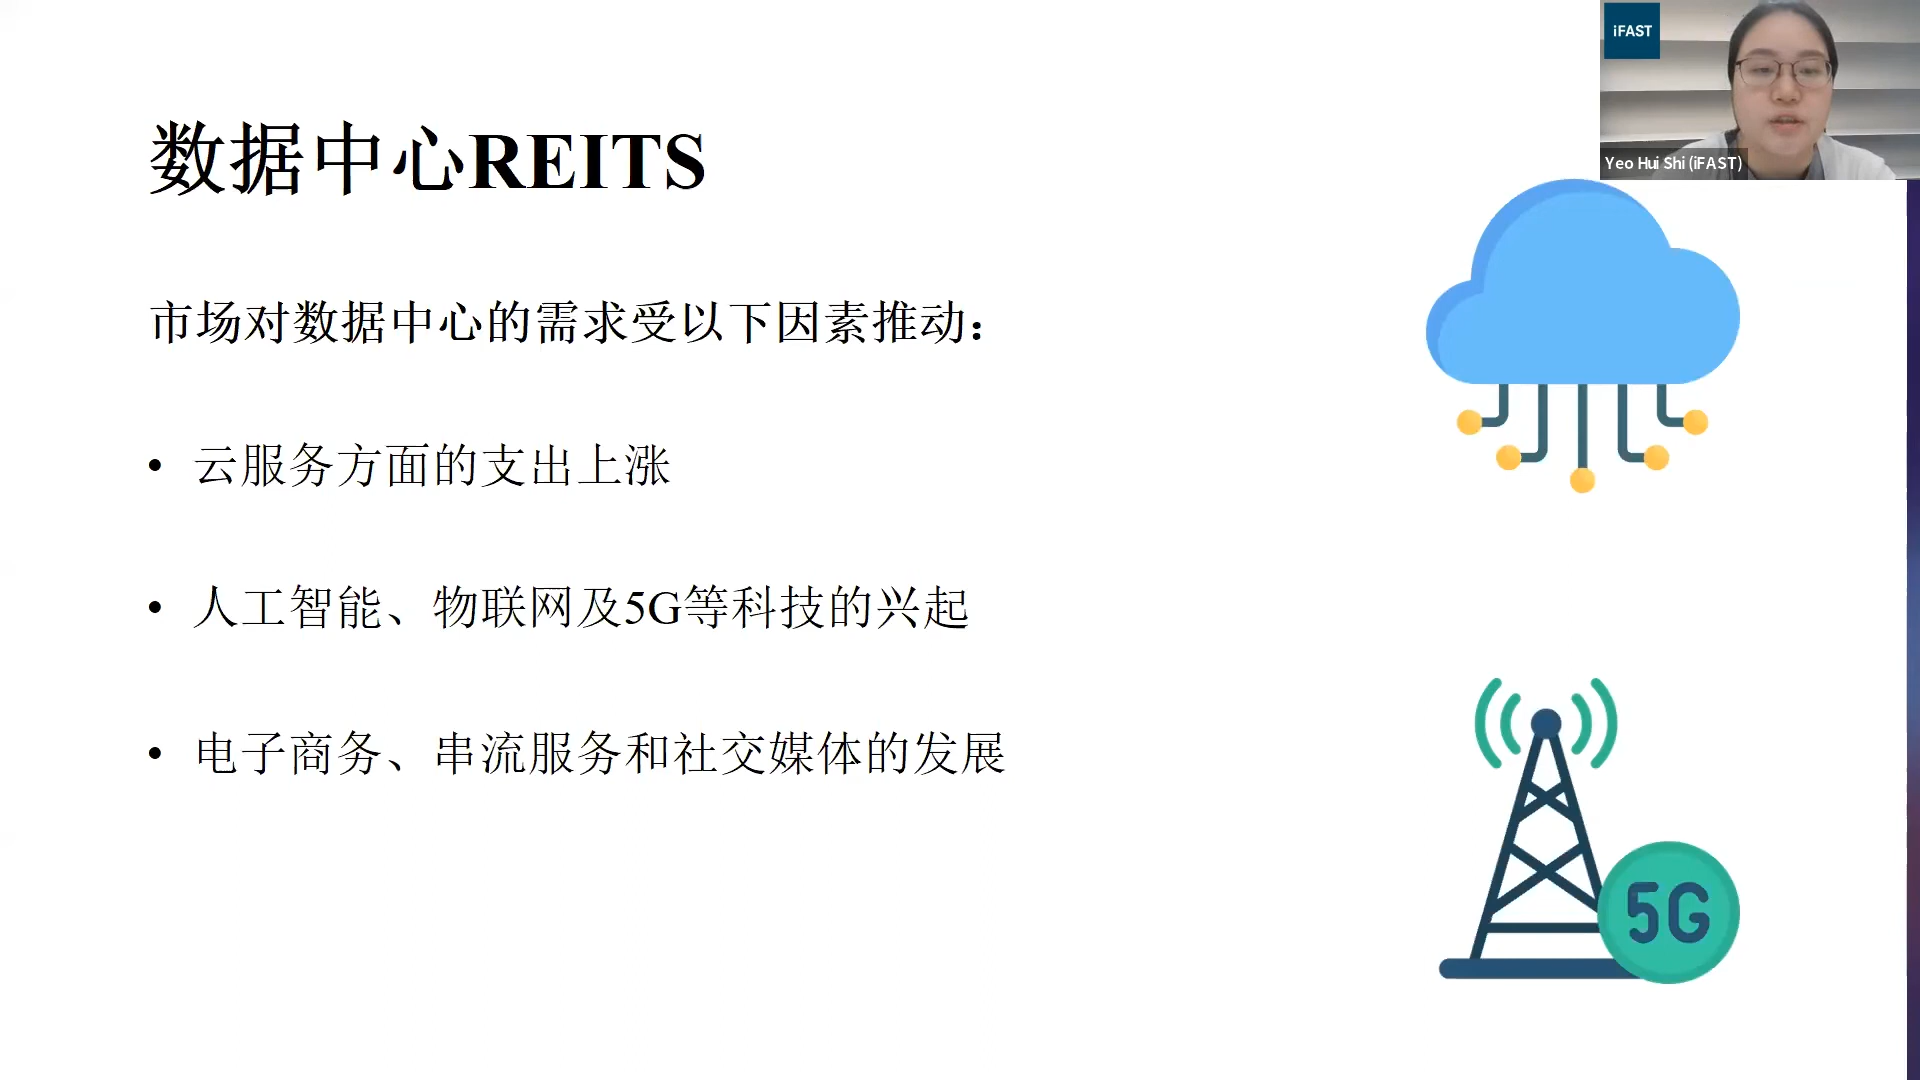 iFAST
Yeo Hui Shi (iFAST)
数据中心REITS
市场对数据中心的需求受以下因素推动：
• 云服务方面的支出上涨
• 人工智能、物联网及5G等科技的兴起
• 电子商务、串流服务和社交媒体的发展
5G